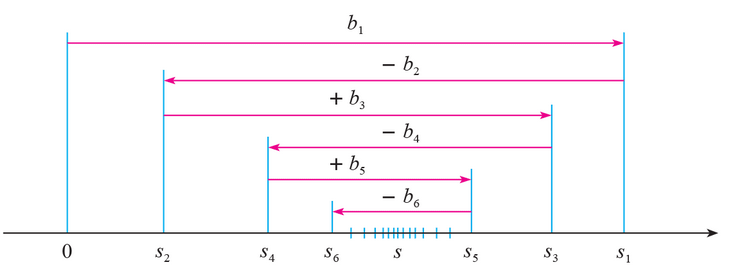 b₁
− b₂
+ b₃
− b₄
+ b₅
− b₆
0 s₂ s₄ s₆ s s₅ s₃ s₁